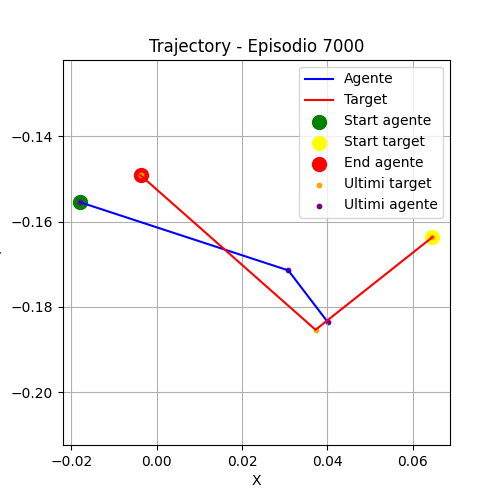 Trajectory - Episodio 7000
Agente
Target
Start agente
Start target
End agente
Ultimi target
Ultimi agente
−0.14
−0.16
−0.18
−0.20
−0.02
0.00
0.02
0.04
0.06
X